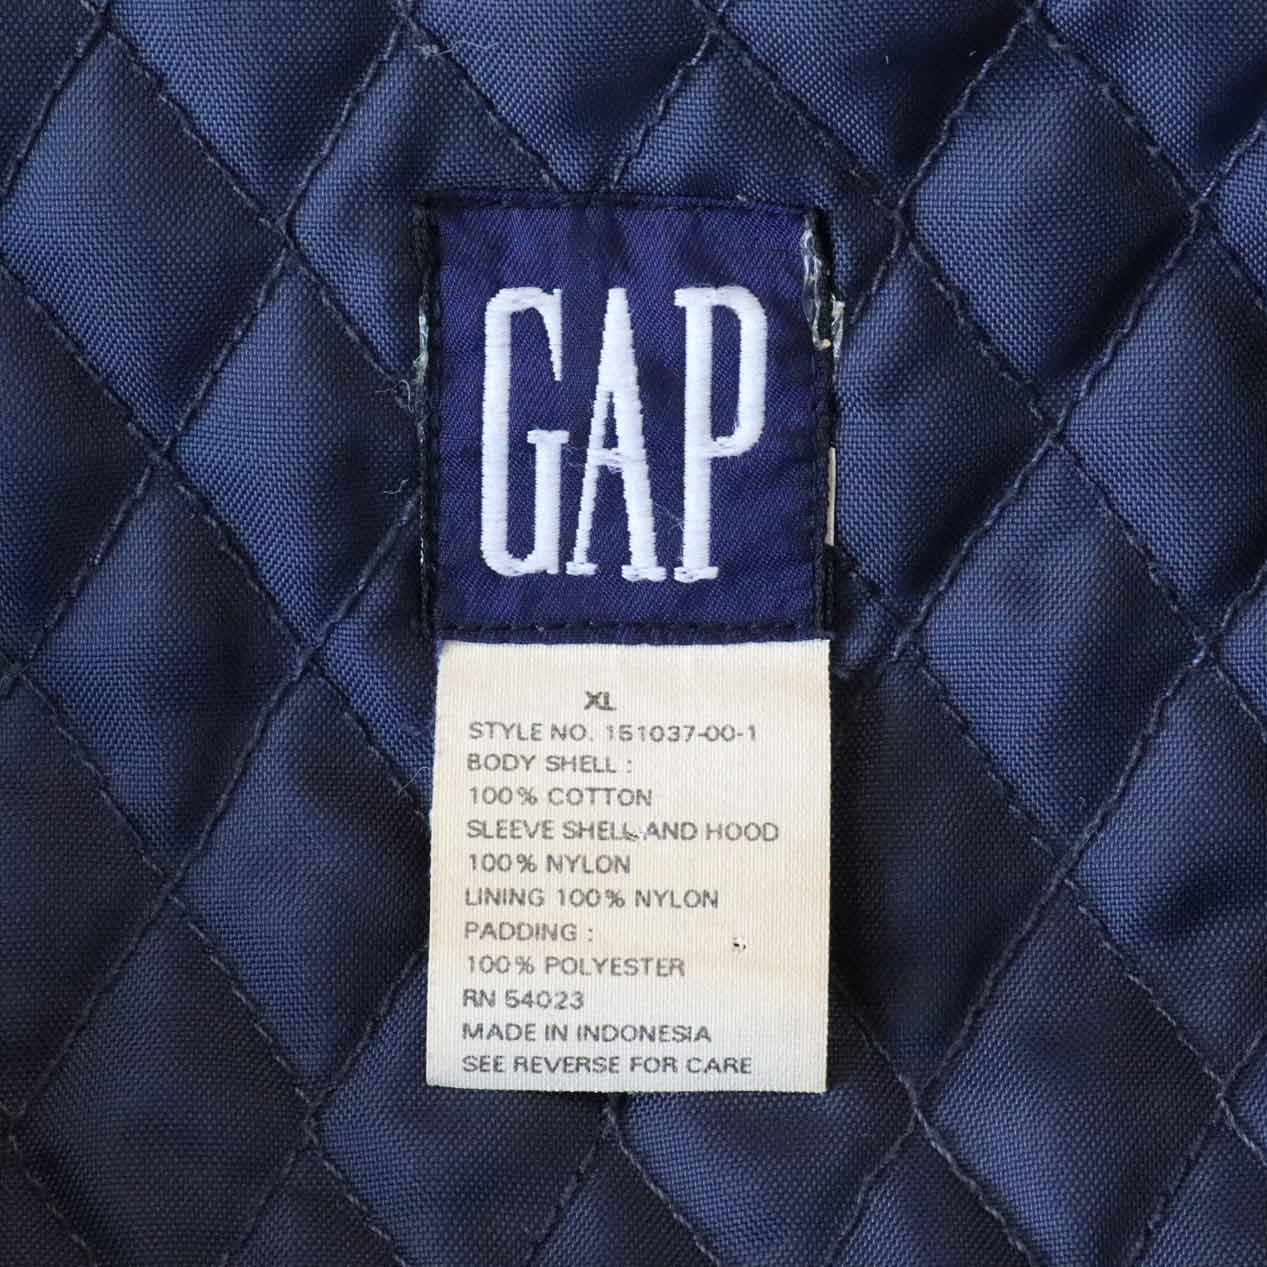 GAP
XL
STYLE NO. 151037-00-1
BODY SHELL :
100% COTTON
SLEEVE SHELL AND HOOD
100% NYLON
LINING 100% NYLON
PADDING :
100% POLYESTER
RN 54023
MADE IN INDONESIA
SEE REVERSE FOR CARE